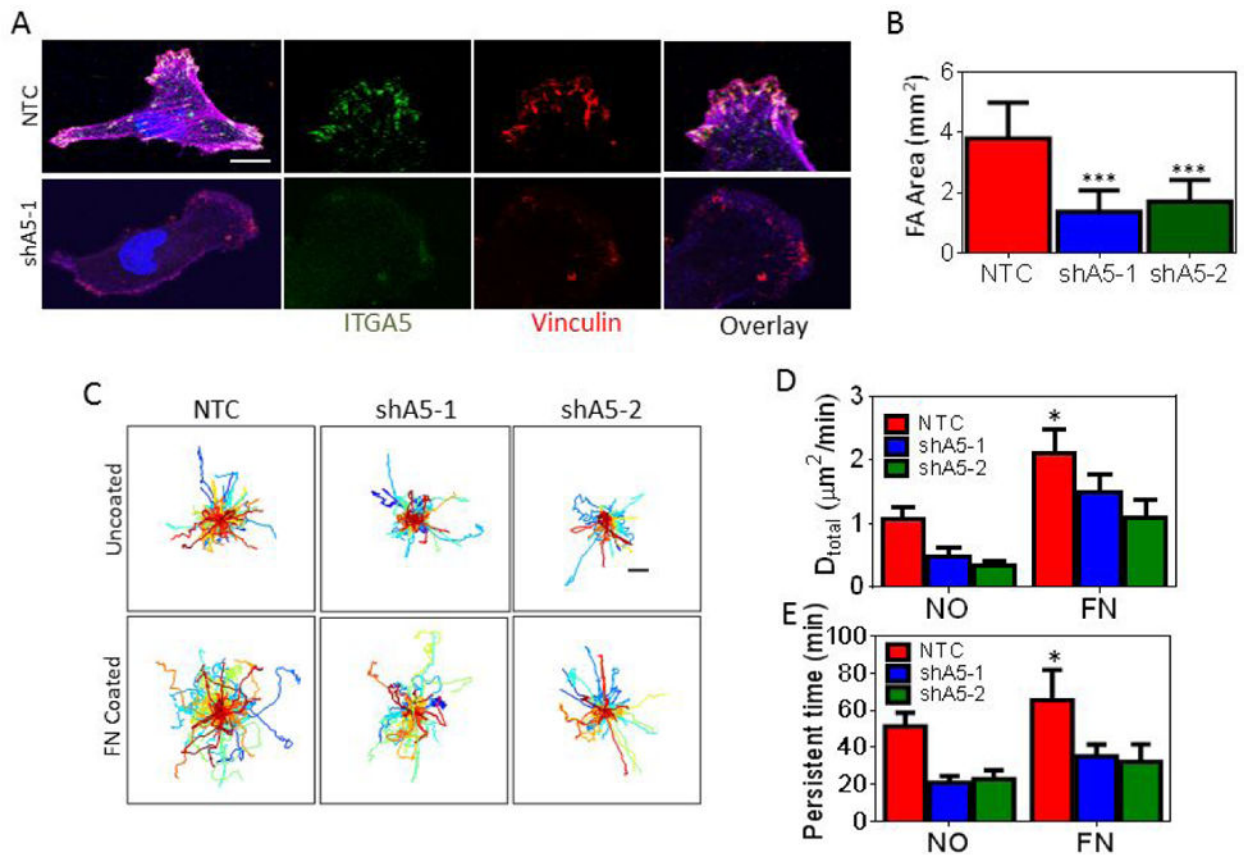 A
NTC
shA5-1
ITGA5
Vinculin
Overlay
B
FA Area (mm²)
6
4
2
0
***
***
NTC
shA5-1
shA5-2
C
NTC
shA5-1
shA5-2
Uncoated
FN Coated
D
D_total (μm²/min)
3
2
1
0
NTC
shA5-1
shA5-2
*
NO
FN
E
Persistent time (min)
100
80
60
40
20
0
NTC
shA5-1
shA5-2
*
NO
FN